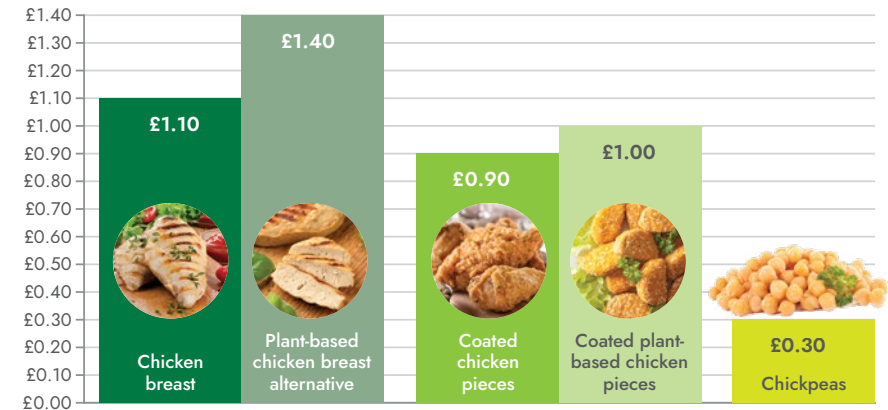 £1.40
£1.30
£1.20
£1.10
£1.00
£0.90
£0.80
£0.70
£0.60
£0.50
£0.40
£0.30
£0.20
£0.10
£0.00
£1.10
Chicken
breast
£1.40
Plant-based
chicken breast
alternative
£0.90
Coated
chicken
pieces
£1.00
Coated plant-
based chicken
pieces
£0.30
Chickpeas